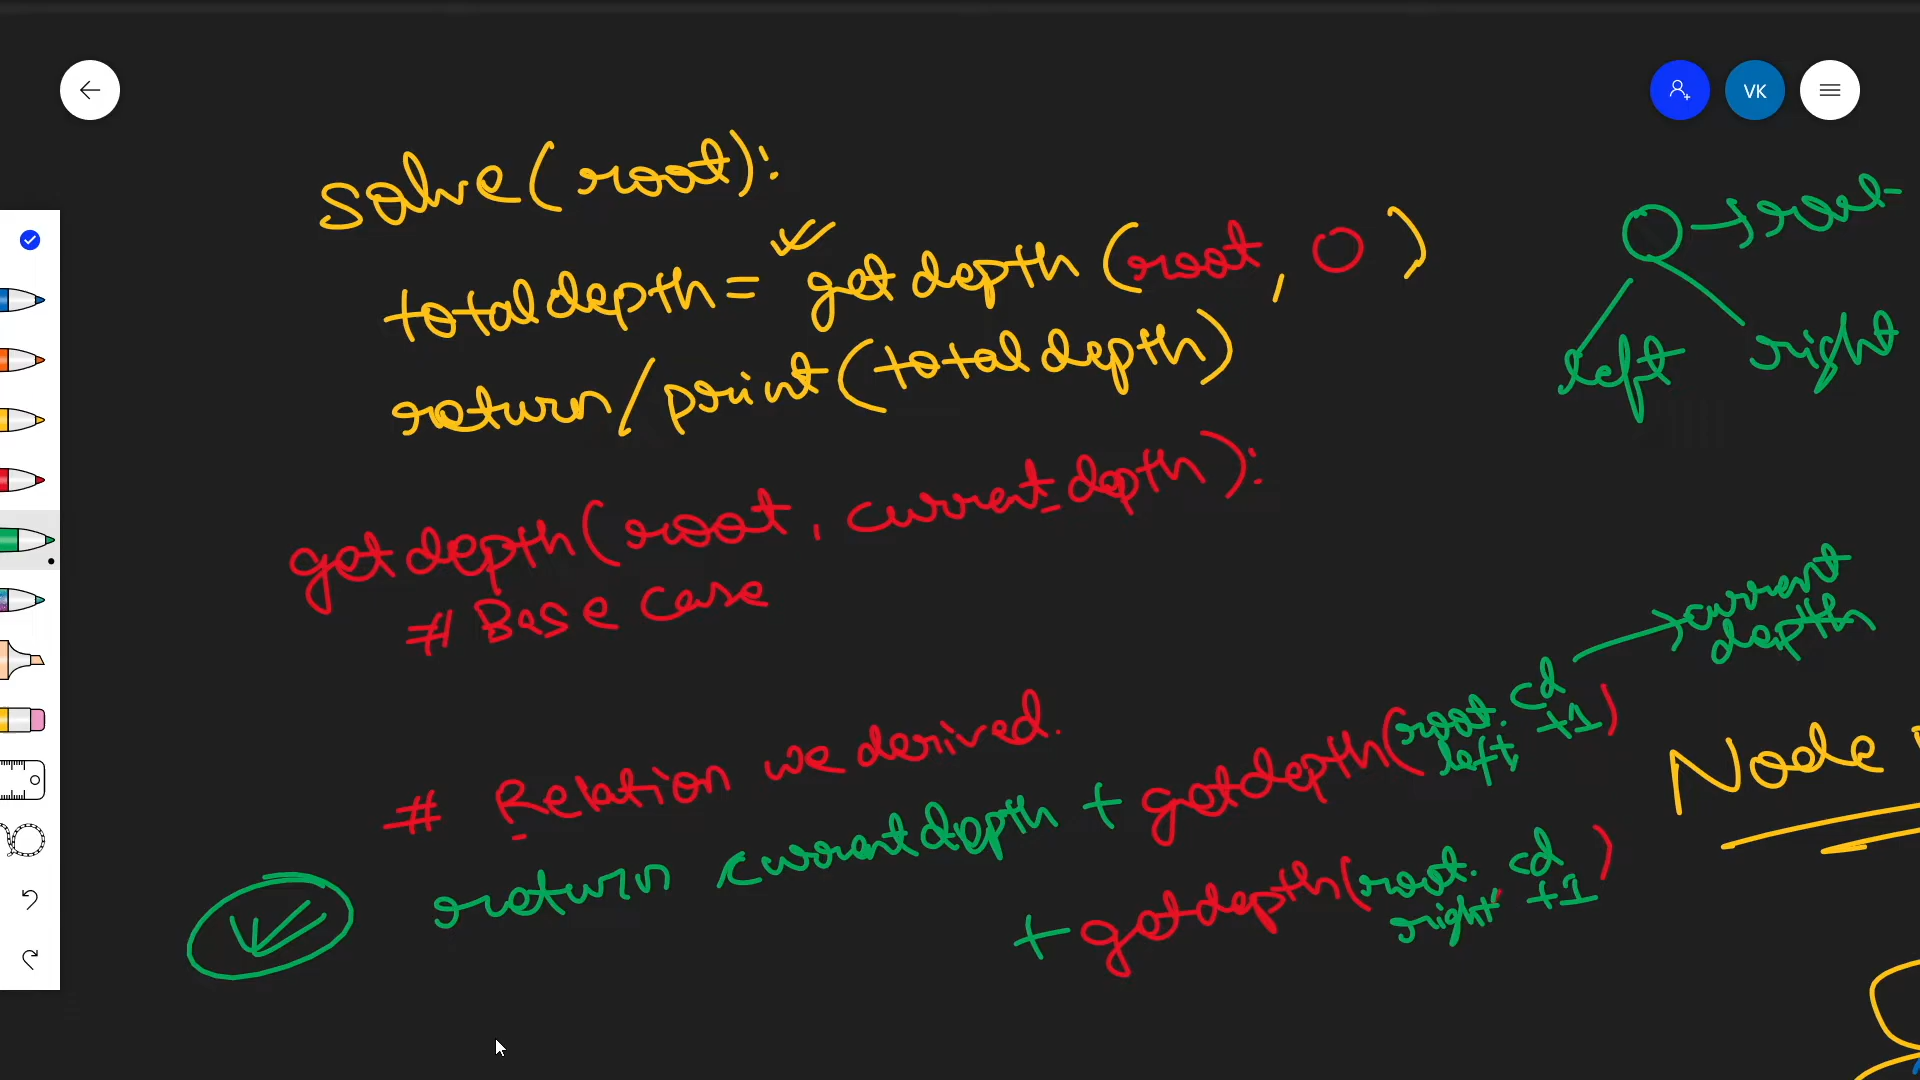 VK
solve(root):
totaldepth = getdepth(root, 0)
return/print(totaldepth)
root
left right
getdepth(root, current_depth):
# Base case
current
depth
# Relation we derived.
return currentdepth + getdepth(root.left, cd+1)
+ getdepth(root.right, cd+1)
Node